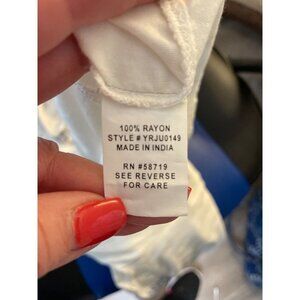 100% RAYON
STYLE # YRJU0149
MADE IN INDIA
RN #58719
SEE REVERSE
FOR CARE